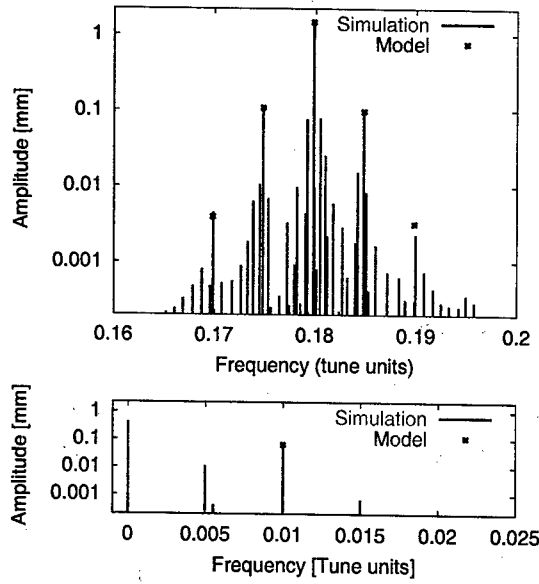 1
0.1
0.01
0.001
Amplitude [mm]
Simulation
Model
0.16
0.17
0.18
0.19
0.2
Frequency (tune units)
1
0.1
0.01
0.001
Amplitude [mm]
Simulation
Model
0
0.005
0.01
0.015
0.02
0.025
Frequency [Tune units]